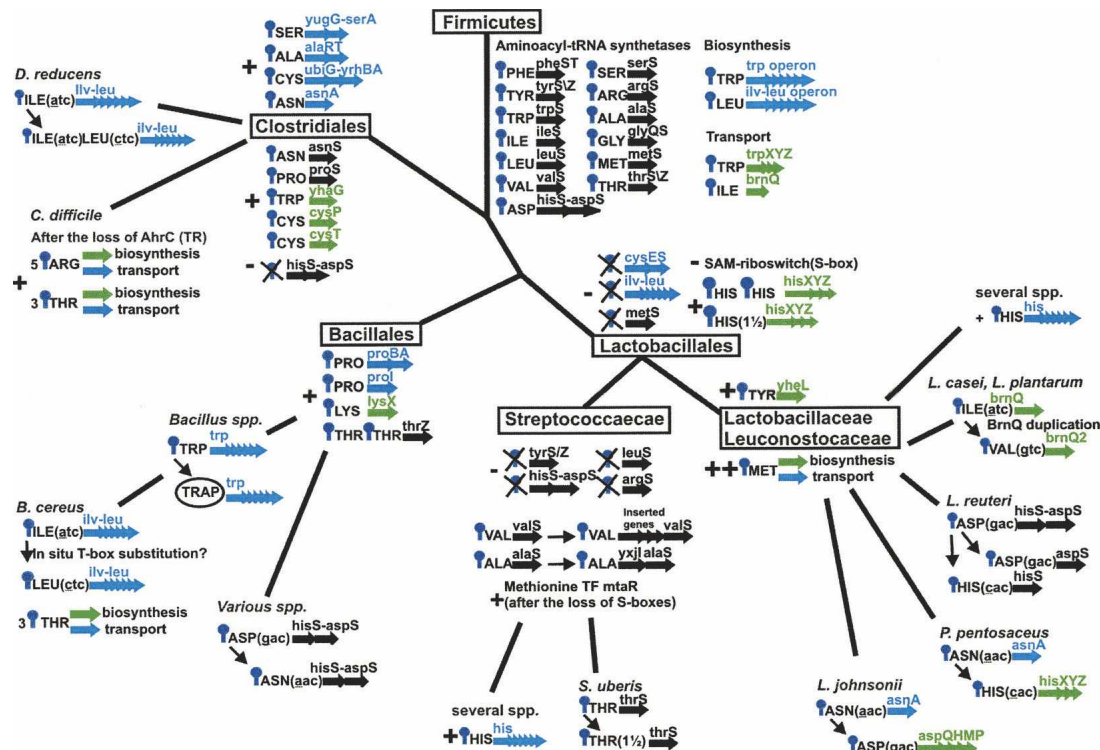 Firmicutes
Aminoacyl-tRNA synthetases
PHE pheST
SER serS
TYR tyrS\Z
ARG argS
TRP trpS
ALA alaS
ILE ileS
GLY glyQS
LEU leuS
MET metS
VAL valS
THR thrS\Z
ASP hisS-aspS
Biosynthesis
TRP trp operon
LEU ilv-leu operon
Transport
TRP trpXYZ
ILE brnQ
+
SER yugG-serA
ALA alaRT
CYS ubiG-yrhBA
ASN asnA
Clostridiales
+
ASN asnS
PRO proS
TRP yhaG
CYS cysP
CYS cysT
- hisS-aspS
D. reducens
ILE(atc) ilv-leu
ILE(atc)LEU(ctc) ilv-leu
C. difficile
After the loss of AhrC (TR)
+
5 ARG biosynthesis
transport
3 THR biosynthesis
transport
Bacillales
+
PRO proBA
PRO proI
LYS lysX
THR THR thrZ
Bacillus spp.
TRP trp
TRAP trp
B. cereus
ILE(atc) ilv-leu
In situ T-box substitution?
LEU(ctc) ilv-leu
3 THR biosynthesis
transport
Various spp.
ASP(gac) hisS-aspS
ASN(aac) hisS-aspS
-
cysES
ilv-leu
metS
- SAM-riboswitch(S-box)
+
HIS HIS hisXYZ
HIS(1½) hisXYZ
Lactobacillales
Streptococcaecae
-
tyrS/Z
leuS
hisS-aspS
argS
VAL valS
VAL Inserted genes valS
ALA alaS
ALA yxjI alaS
Methionine TF mtaR
+ (after the loss of S-boxes)
several spp.
+ HIS his
S. uberis
THR thrS
THR(1½) thrS
+ TYR yheL
Lactobacillaceae
Leuconostocaceae
++ MET biosynthesis
transport
several spp.
+ HIS his
L. casei, L. plantarum
ILE(atc) brnQ
BrnQ duplication
VAL(gtc) brnQ2
L. reuteri
ASP(gac) hisS-aspS
ASP(gac) aspS
HIS(cac) hisS
P. pentosaceus
ASN(aac) asnA
HIS(cac) hisXYZ
L. johnsonii
ASN(aac) asnA
ASP(gac) aspQHMP